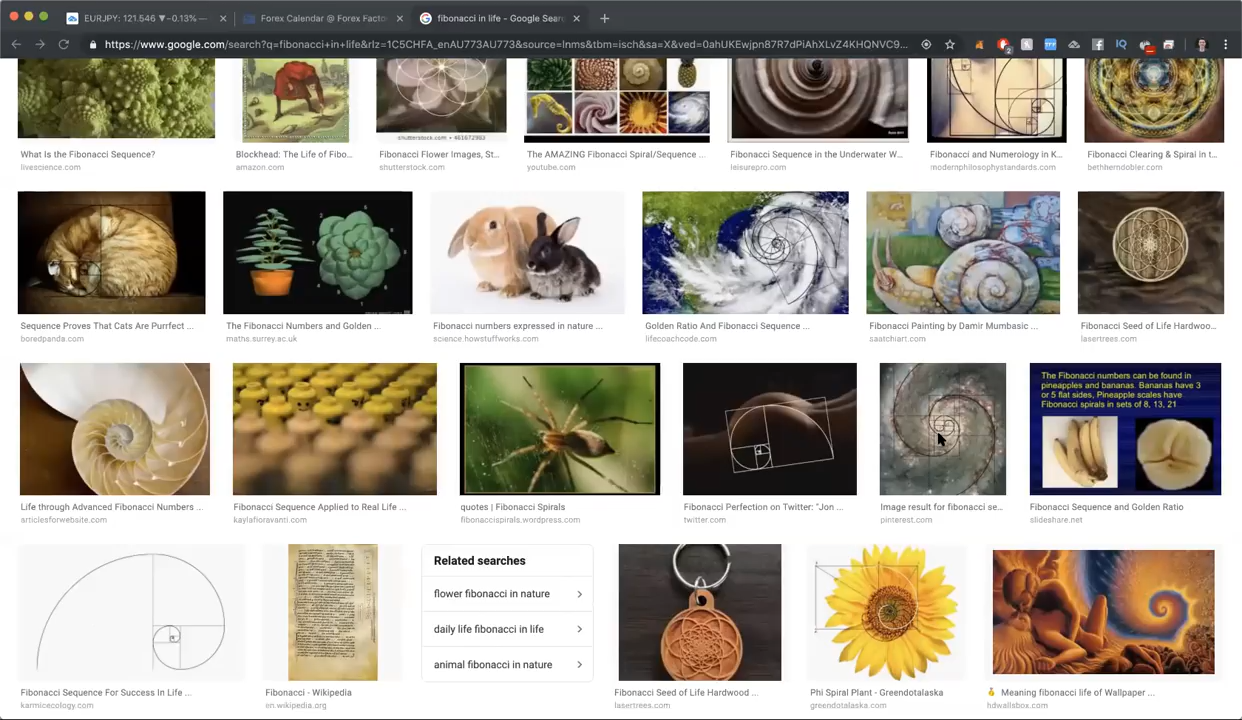 EURJPY: 121.546 ▼−0.13% —
Forex Calendar @ Forex Facto
fibonacci in life - Google Sear
https://www.google.com/search?q=fibonacci+in+life&rlz=1C5CHFA_enAU773AU773&source=lnms&tbm=isch&sa=X&ved=0ahUKEwjpn87R7dPiAhXLvZ4KHQNVC9...
shutterstock.com • 461672983
What Is the Fibonacci Sequence?
livescience.com
Blockhead: The Life of Fibo...
amazon.com
Fibonacci Flower Images, St...
shutterstock.com
The AMAZING Fibonacci Spiral/Sequence ...
youtube.com
Fibonacci Sequence in the Underwater W...
leisurepro.com
Fibonacci and Numerology in K...
modernphilosophystandards.com
Fibonacci Clearing & Spiral in t...
bethherndobler.com
Sequence Proves That Cats Are Purrfect ...
boredpanda.com
The Fibonacci Numbers and Golden ...
maths.surrey.ac.uk
Fibonacci numbers expressed in nature ...
science.howstuffworks.com
Golden Ratio And Fibonacci Sequence ...
lifecoachcode.com
Fibonacci Painting by Damir Mumbasic ...
saatchiart.com
Fibonacci Seed of Life Hardwoo...
lasertrees.com
The Fibonacci numbers can be found in
pineapples and bananas. Bananas have 3
or 5 flat sides, Pineapple scales have
Fibonacci spirals in sets of 8, 13, 21
Life through Advanced Fibonacci Numbers ...
articlesforwebsite.com
Fibonacci Sequence Applied to Real Life ...
kaylafioravanti.com
quotes | Fibonacci Spirals
fibonaccispirals.wordpress.com
Fibonacci Perfection on Twitter: "Jon ...
twitter.com
Image result for fibonacci se...
pinterest.com
Fibonacci Sequence and Golden Ratio
slideshare.net
Related searches
flower fibonacci in nature
daily life fibonacci in life
animal fibonacci in nature
Fibonacci Sequence For Success In Life ...
karmicecology.com
Fibonacci - Wikipedia
en.wikipedia.org
Fibonacci Seed of Life Hardwood ...
lasertrees.com
Phi Spiral Plant - Greendotalaska
greendotalaska.com
Meaning fibonacci life of Wallpaper ...
hdwallsbox.com